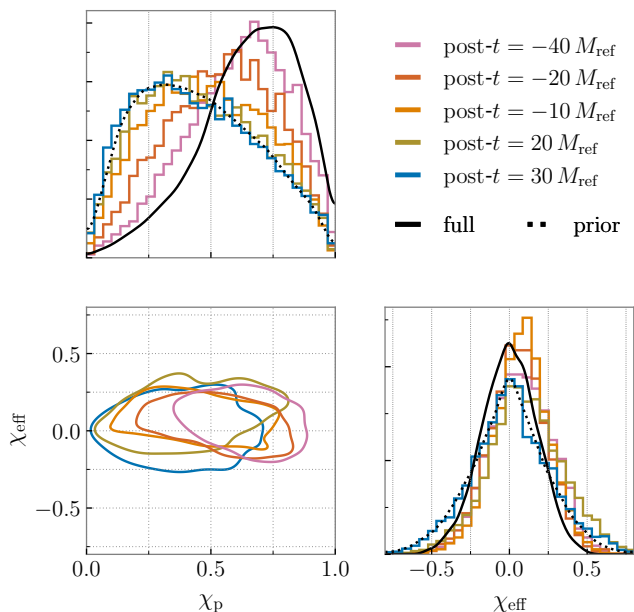 post-t = −40 M_ref
post-t = −20 M_ref
post-t = −10 M_ref
post-t = 20 M_ref
post-t = 30 M_ref
full prior
0.5
0.0
−0.5
χ_eff
0.0 0.5 1.0
χ_p
−0.5 0.0 0.5
χ_eff